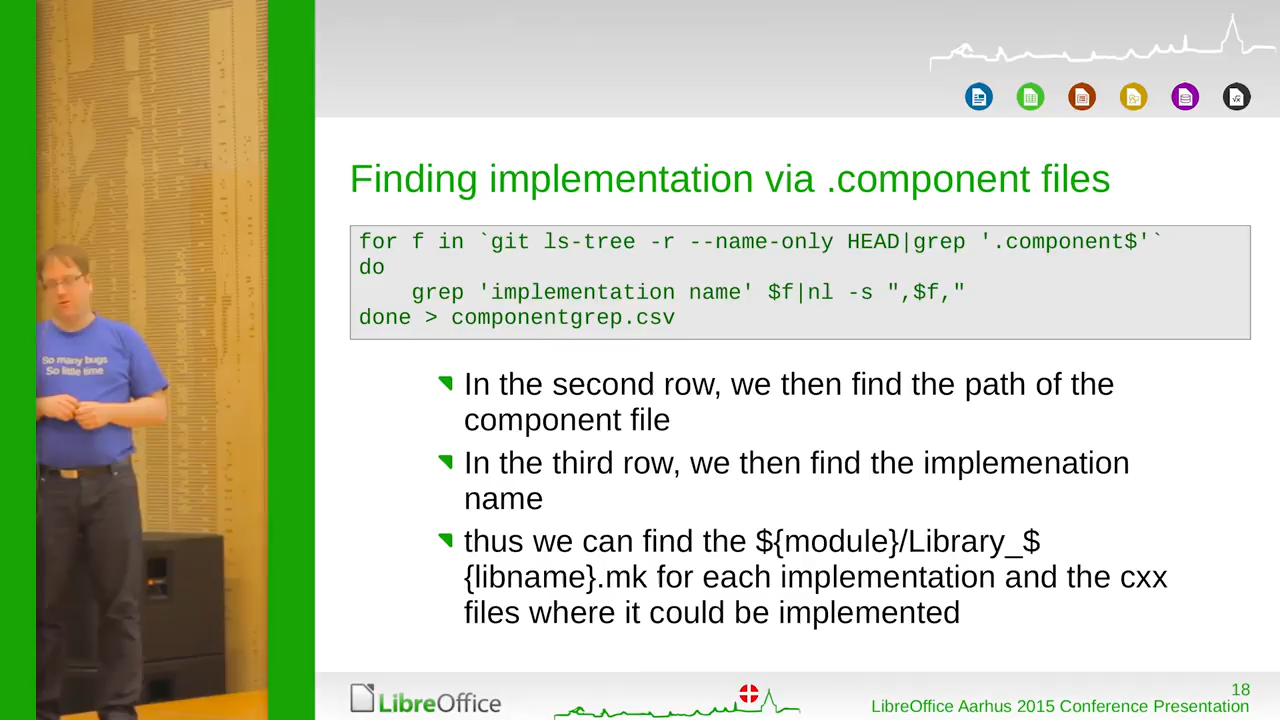 Finding implementation via .component files
for f in `git ls-tree -r --name-only HEAD|grep '.component$'`
do
    grep 'implementation name' $f|nl -s ",$f,"
done > componentgrep.csv
In the second row, we then find the path of the
component file
In the third row, we then find the implemenation
name
thus we can find the ${module}/Library_$
{libname}.mk for each implementation and the cxx
files where it could be implemented
So many bugs
So little time
LibreOffice
18
LibreOffice Aarhus 2015 Conference Presentation